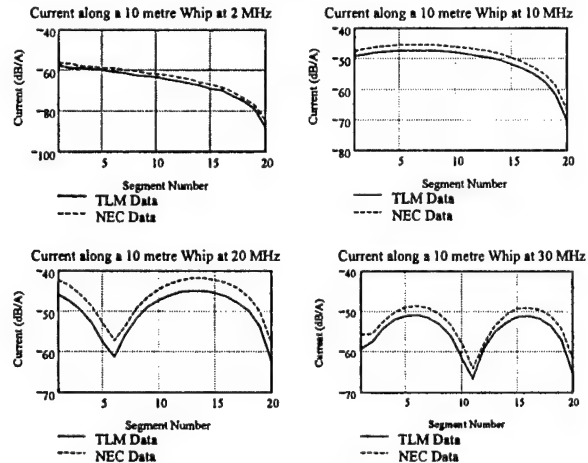 Current along a 10 metre Whip at 2 MHz
Current (dB/A)
-40
-60
-80
-100
5
10
15
20
Segment Number
TLM Data
NEC Data
Current along a 10 metre Whip at 10 MHz
Current (dB/A)
-40
-50
-60
-70
-80
5
10
15
20
Segment Number
TLM Data
NEC Data
Current along a 10 metre Whip at 20 MHz
Current (dB/A)
-40
-50
-60
-70
5
10
15
20
Segment Number
TLM Data
NEC Data
Current along a 10 metre Whip at 30 MHz
Current (dB/A)
-40
-50
-60
-70
5
10
15
20
Segment Number
TLM Data
NEC Data